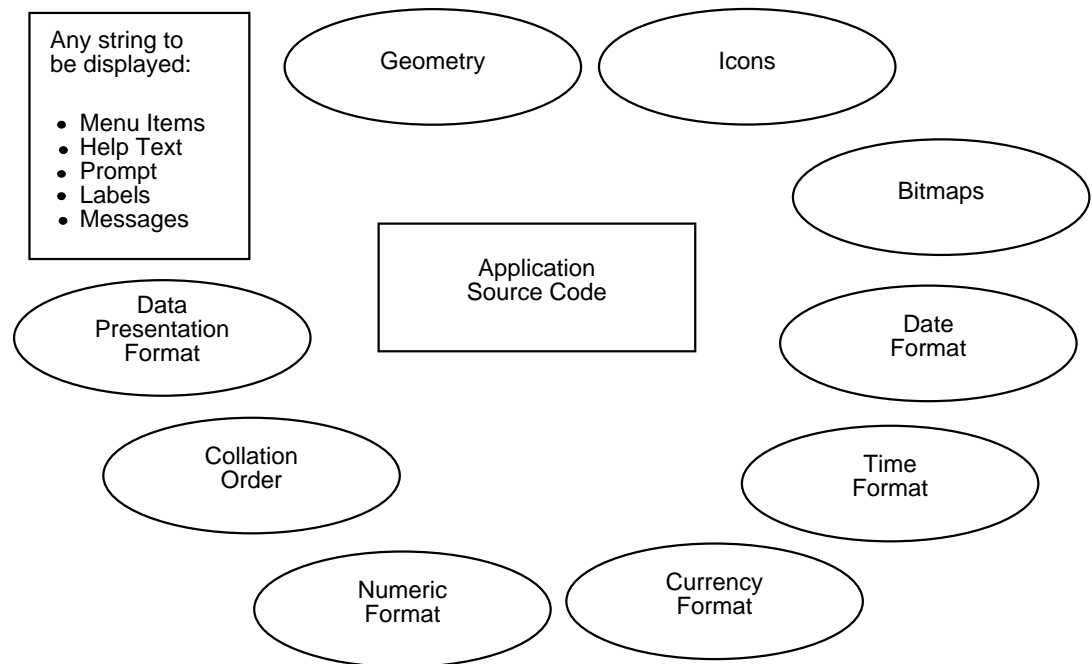 Any string to
be displayed:
• Menu Items
• Help Text
• Prompt
• Labels
• Messages
Geometry
Icons
Bitmaps
Application
Source Code
Data
Presentation
Format
Date
Format
Collation
Order
Time
Format
Numeric
Format
Currency
Format